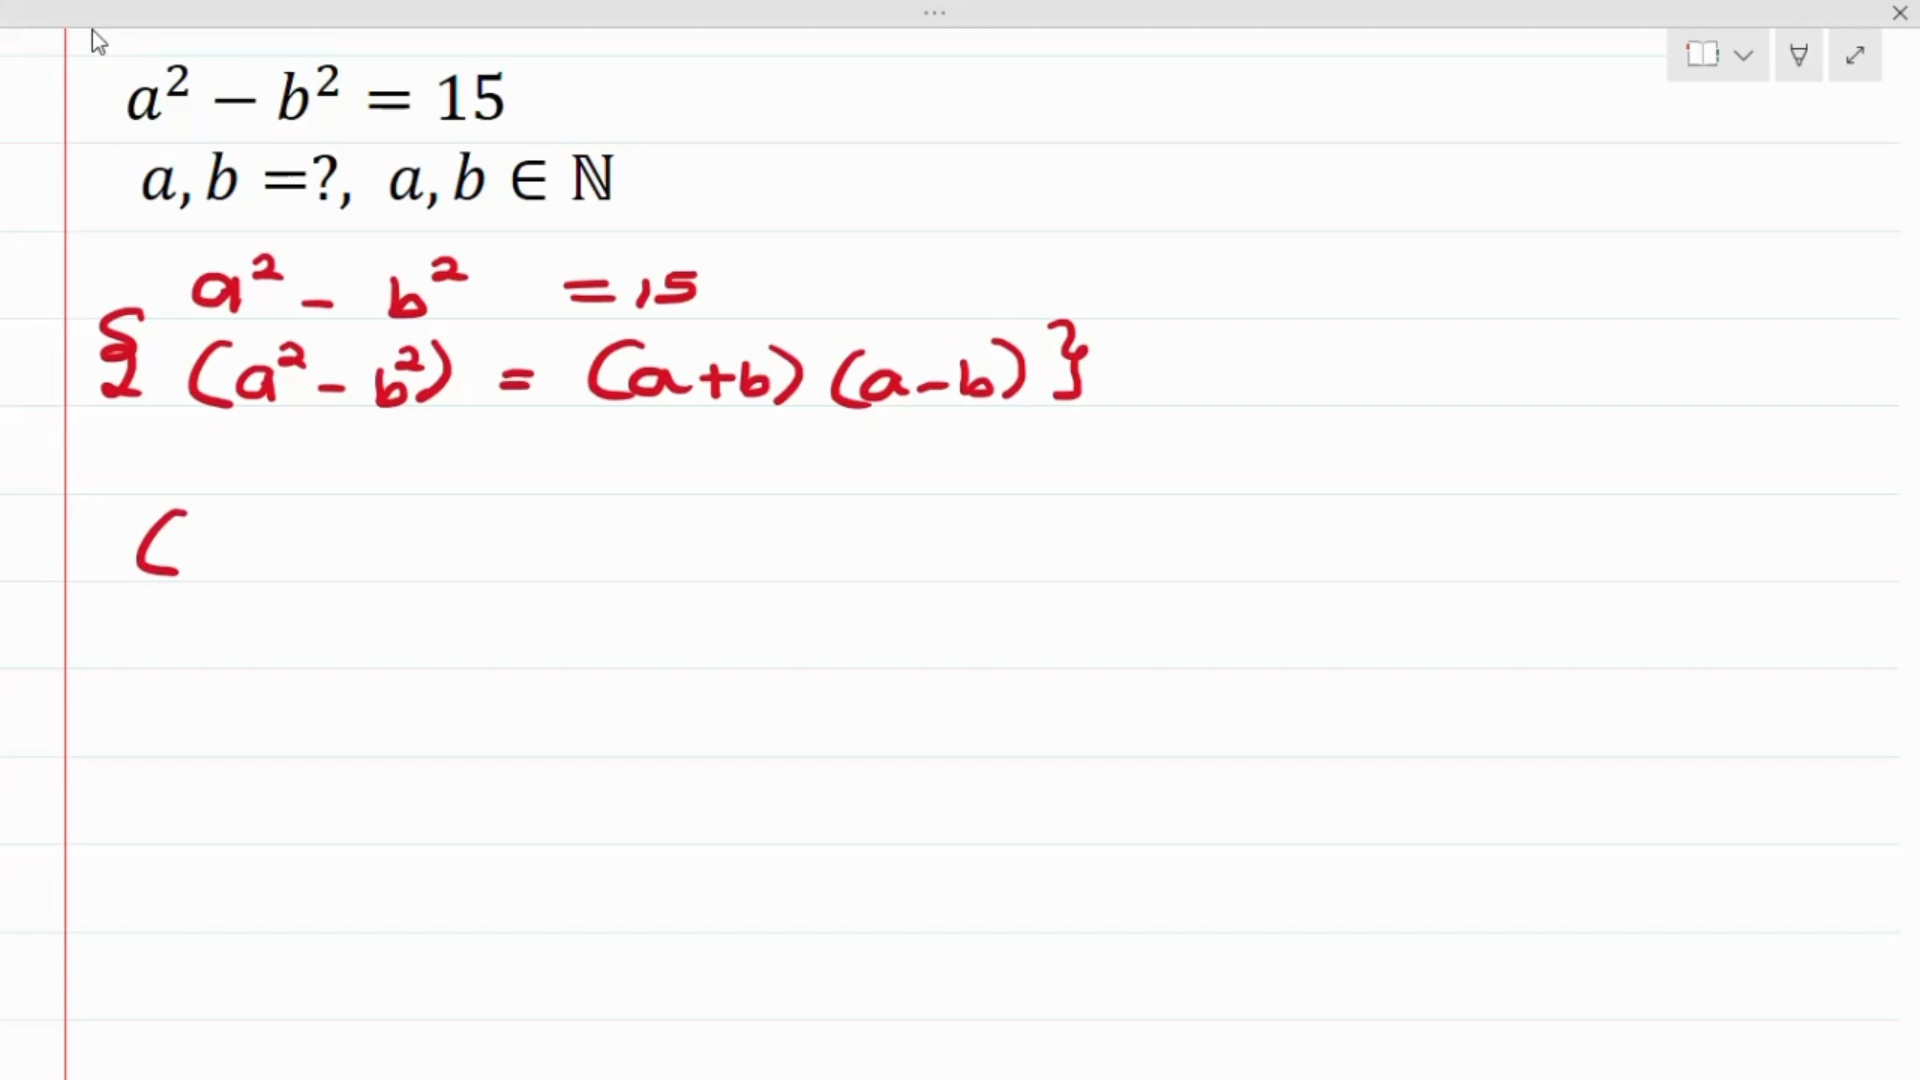 a² − b² = 15
a, b =?, a, b ∈ ℕ
a² − b² = 15
{ (a² − b²) = (a+b) (a−b) }
(